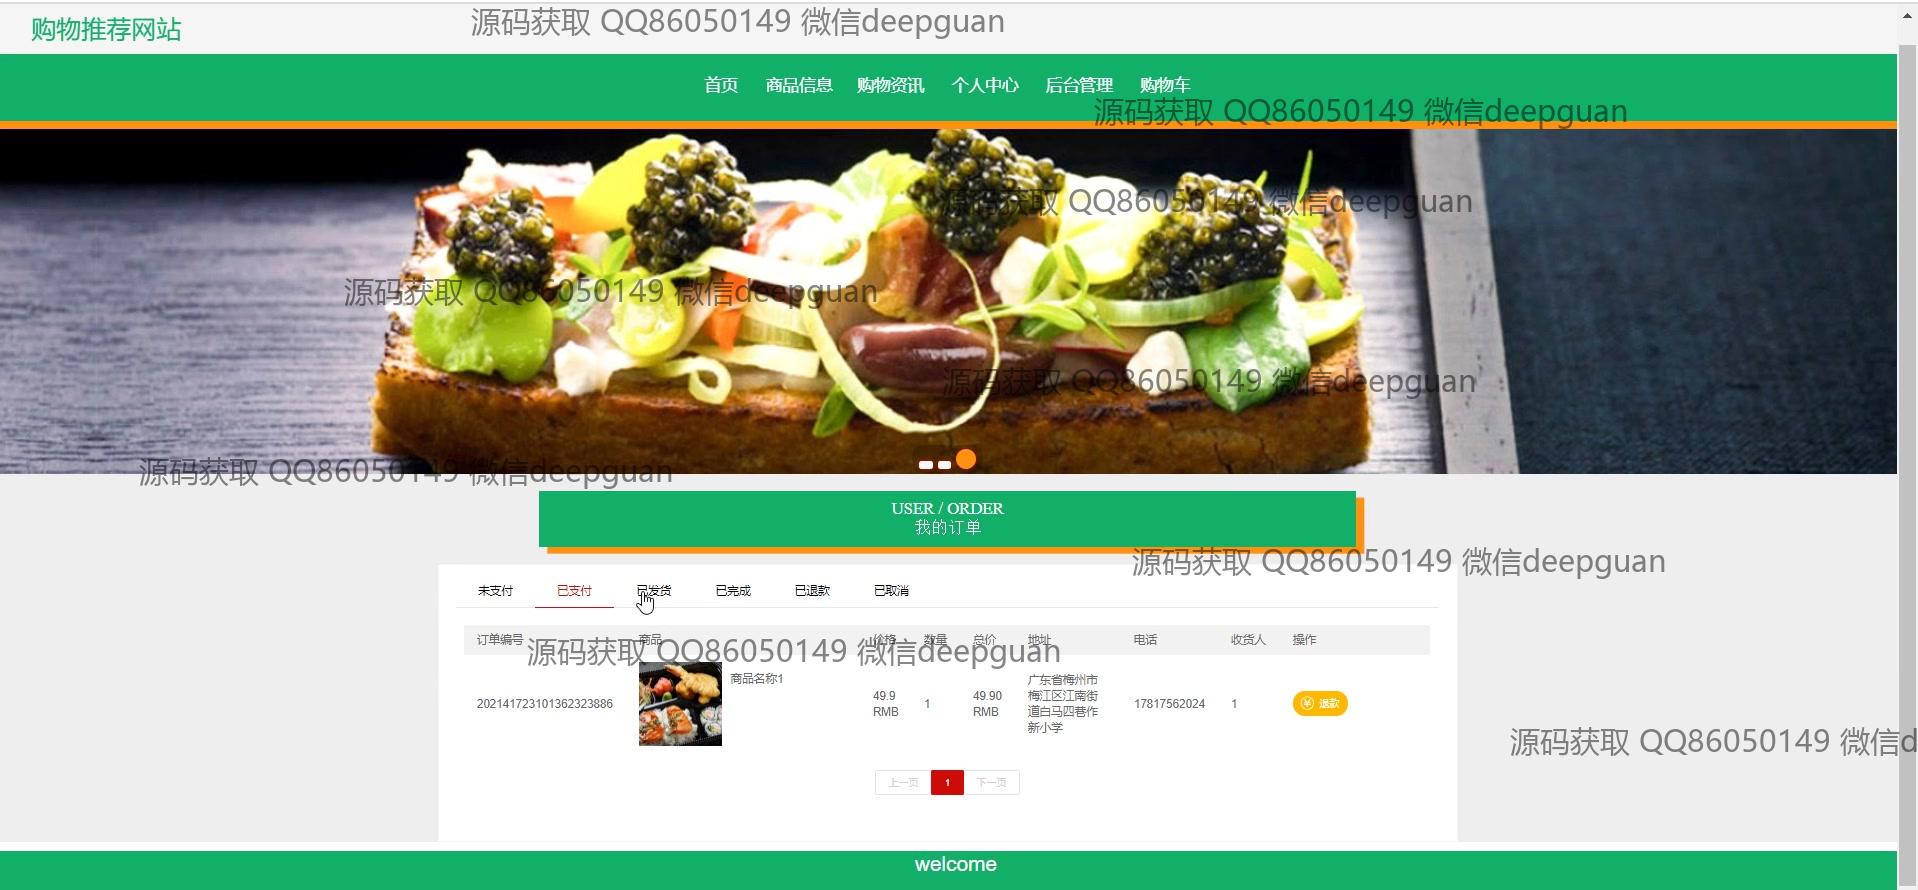 购物推荐网站
源码获取 QQ86050149 微信deepguan
首页 商品信息 购物资讯 个人中心 后台管理 购物车
源码获取 QQ86050149 微信deepguan
源码获取 QQ86050149 微信deepguan
源码获取 QQ86050149 微信deepguan
源码获取 QQ86050149 微信deepguan
源码获取 QQ86050149 微信deepguan
USER / ORDER
我的订单
源码获取 QQ86050149 微信deepguan
未支付 已支付 已发货 已完成 已退款 已取消
订单编号 商品 价格 数量 总价 地址 电话 收货人 操作
源码获取 QQ86050149 微信deepguan
202141723101362323886
商品名称1
49.9
RMB
1
49.90
RMB
广东省梅州市
梅江区江南街
道白马四巷作
新小学
17817562024
1
退款
源码获取 QQ86050149 微信d
上一页 1 下一页
welcome